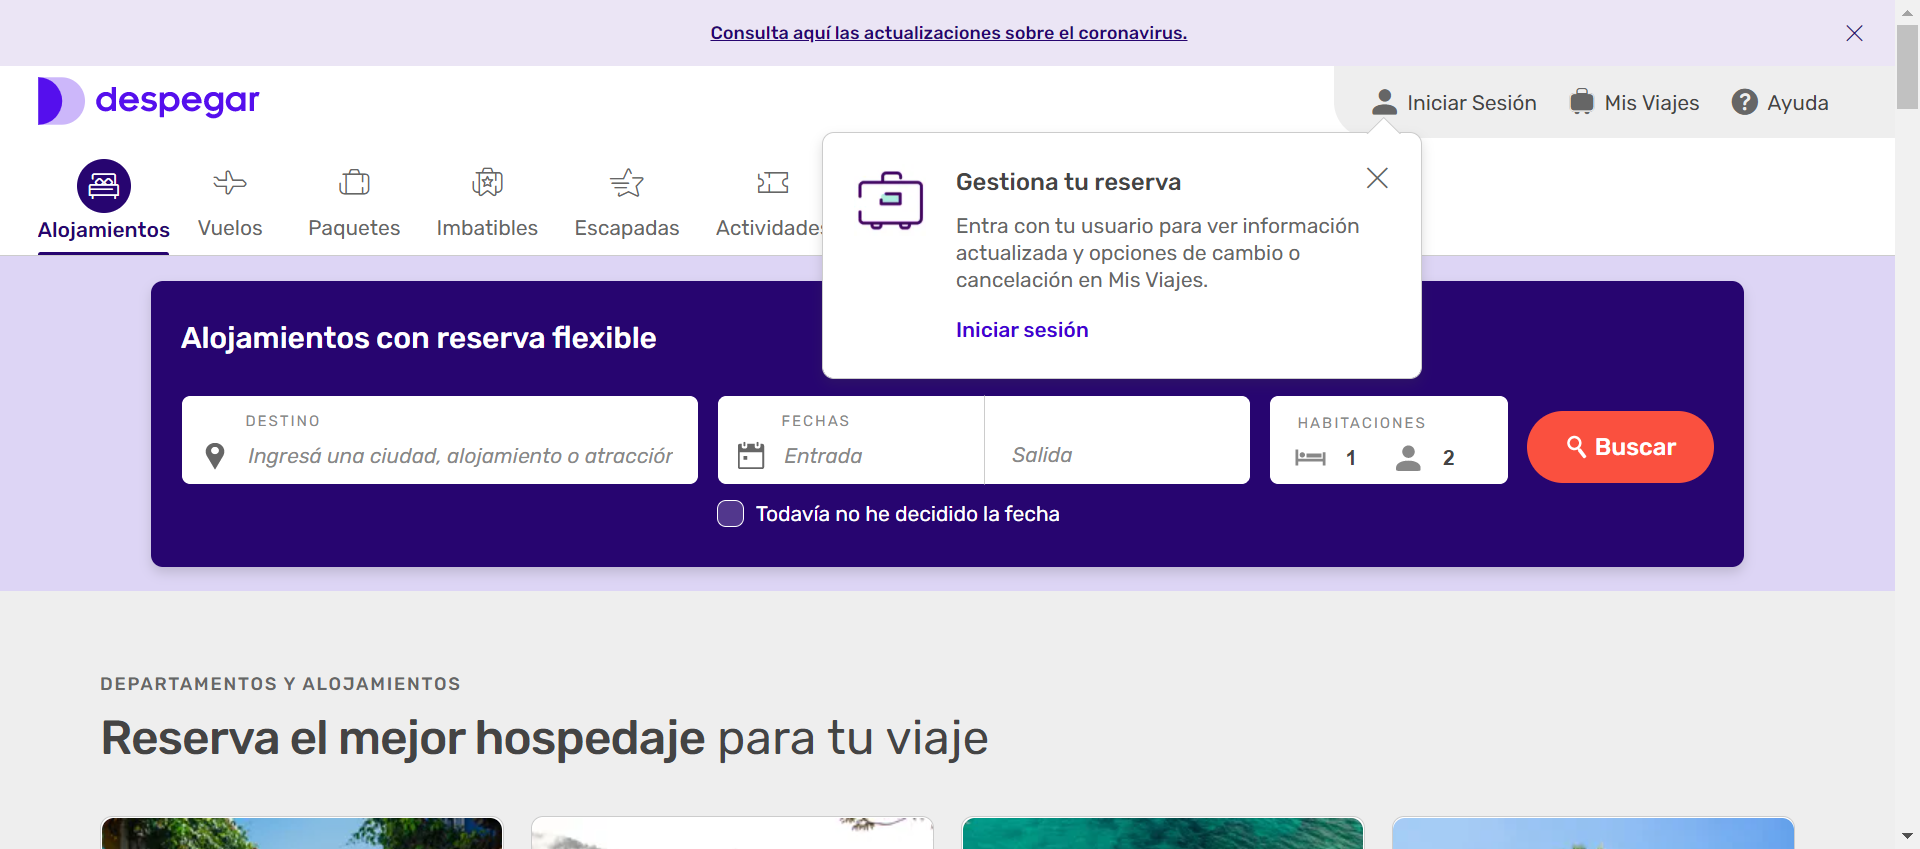 Consulta aquí las actualizaciones sobre el coronavirus.
despegar
Iniciar Sesión
Mis Viajes
Ayuda
Alojamientos
Vuelos
Paquetes
Imbatibles
Escapadas
Actividades
Gestiona tu reserva
Entra con tu usuario para ver información
actualizada y opciones de cambio o
cancelación en Mis Viajes.
Iniciar sesión
Alojamientos con reserva flexible
DESTINO
Ingresá una ciudad, alojamiento o atracción
FECHAS
Entrada
Salida
HABITACIONES
1
2
Buscar
Todavía no he decidido la fecha
DEPARTAMENTOS Y ALOJAMIENTOS
Reserva el mejor hospedaje para tu viaje